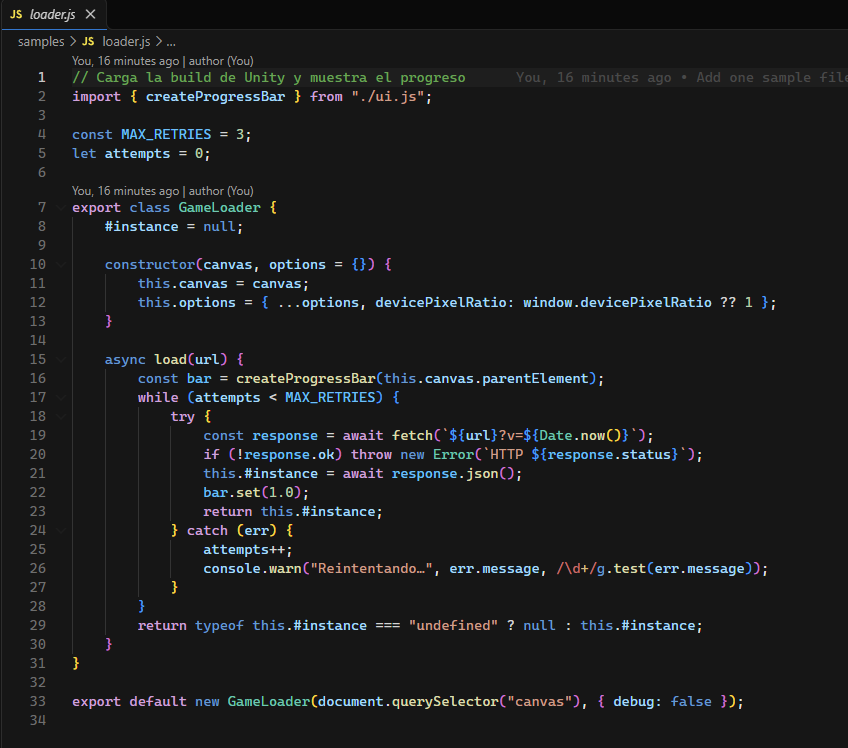 JS loader.js ×
samples > JS loader.js > ...
You, 16 minutes ago | author (You)
1 // Carga la build de Unity y muestra el progreso You, 16 minutes ago • Add one sample file
2 import { createProgressBar } from "./ui.js";
3
4 const MAX_RETRIES = 3;
5 let attempts = 0;
6
You, 16 minutes ago | author (You)
7 export class GameLoader {
8     #instance = null;
9
10     constructor(canvas, options = {}) {
11         this.canvas = canvas;
12         this.options = { ...options, devicePixelRatio: window.devicePixelRatio ?? 1 };
13     }
14
15     async load(url) {
16         const bar = createProgressBar(this.canvas.parentElement);
17         while (attempts < MAX_RETRIES) {
18             try {
19                 const response = await fetch(`${url}?v=${Date.now()}`);
20                 if (!response.ok) throw new Error(`HTTP ${response.status}`);
21                 this.#instance = await response.json();
22                 bar.set(1.0);
23                 return this.#instance;
24             } catch (err) {
25                 attempts++;
26                 console.warn("Reintentando…", err.message, /\d+/g.test(err.message));
27             }
28         }
29         return typeof this.#instance === "undefined" ? null : this.#instance;
30     }
31 }
32
33 export default new GameLoader(document.querySelector("canvas"), { debug: false });
34